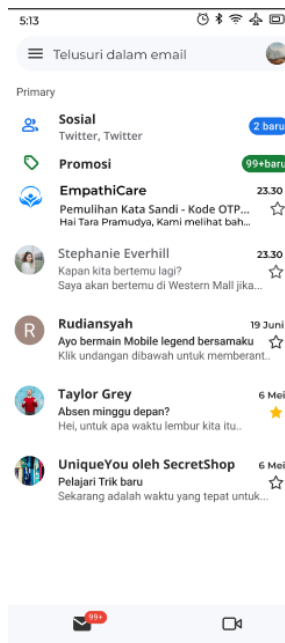 5:13
Telusuri dalam email
Primary
Sosial
Twitter, Twitter
2 baru
Promosi
99+baru
EmpathiCare
23.30
Pemulihan Kata Sandi - Kode OTP...
Hai Tara Pramudya, Kami melihat bah...
Stephanie Everhill
23.30
Kapan kita bertemu lagi?
Saya akan bertemu di Western Mall jika...
R
Rudiansyah
19 Juni
Ayo bermain Mobile legend bersamaku
Klik undangan dibawah untuk memberant..
Taylor Grey
6 Mei
Absen minggu depan?
Hei, untuk apa waktu lembur kita itu..
UniqueYou oleh SecretShop
6 Mei
Pelajari Trik baru
Sekarang adalah waktu yang tepat untuk...
99+